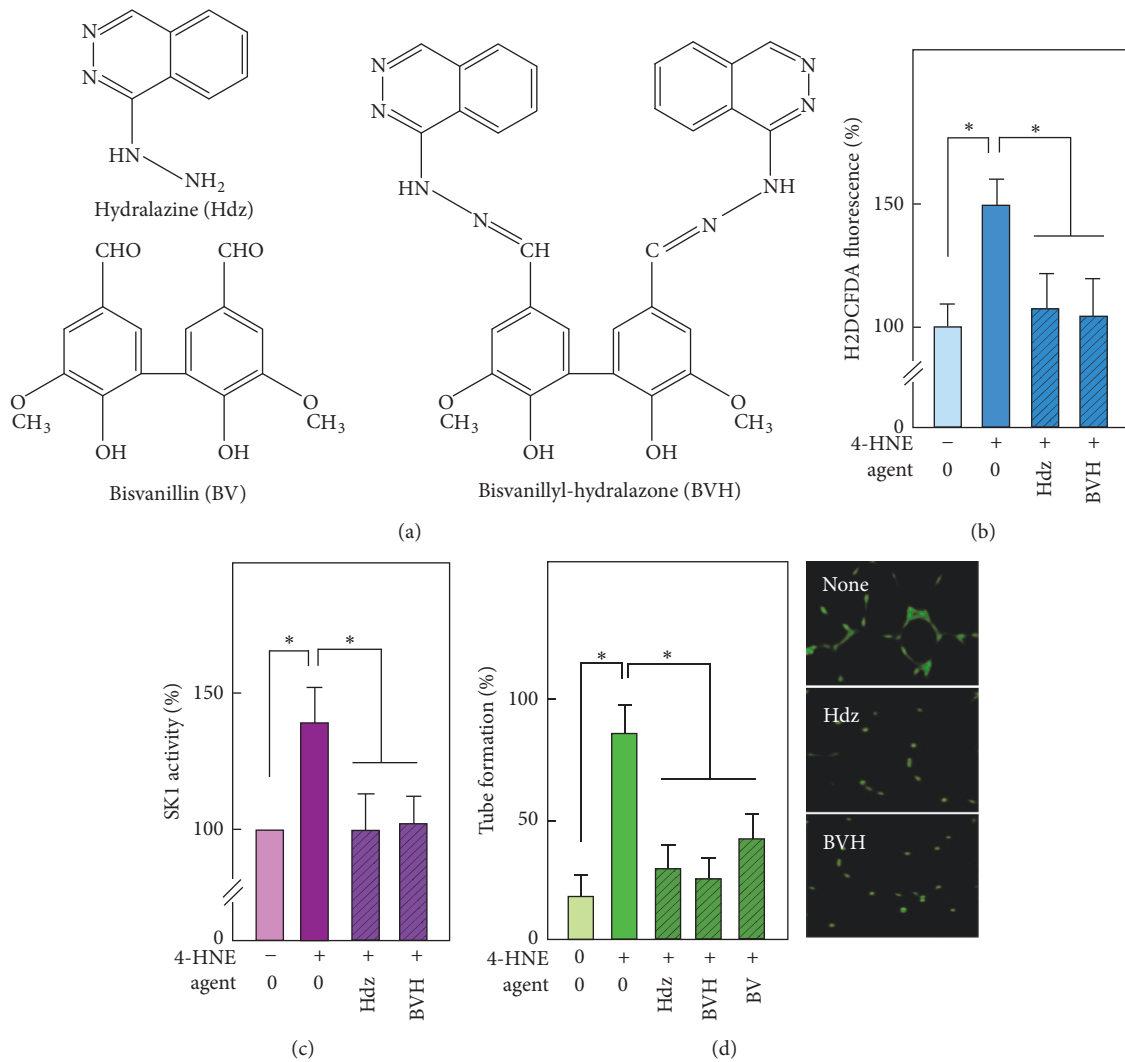 N
N
HN
NH₂
Hydralazine (Hdz)
CHO
CHO
O
CH₃
OH
OH
O
CH₃
Bisvanillin (BV)
N
N
N
N
HN
NH
N
CH
C
N
O
CH₃
OH
OH
O
CH₃
Bisvanillyl-hydralazone (BVH)
(a)
H2DCFDA fluorescence (%)
150
100
0
*
*
4-HNE − + + +
agent 0 0 Hdz BVH
(b)
SK1 activity (%)
150
100
0
*
*
4-HNE − + + +
agent 0 0 Hdz BVH
(c)
Tube formation (%)
100
50
0
*
*
4-HNE 0 + + + +
agent 0 0 Hdz BVH BV
None
Hdz
BVH
(d)